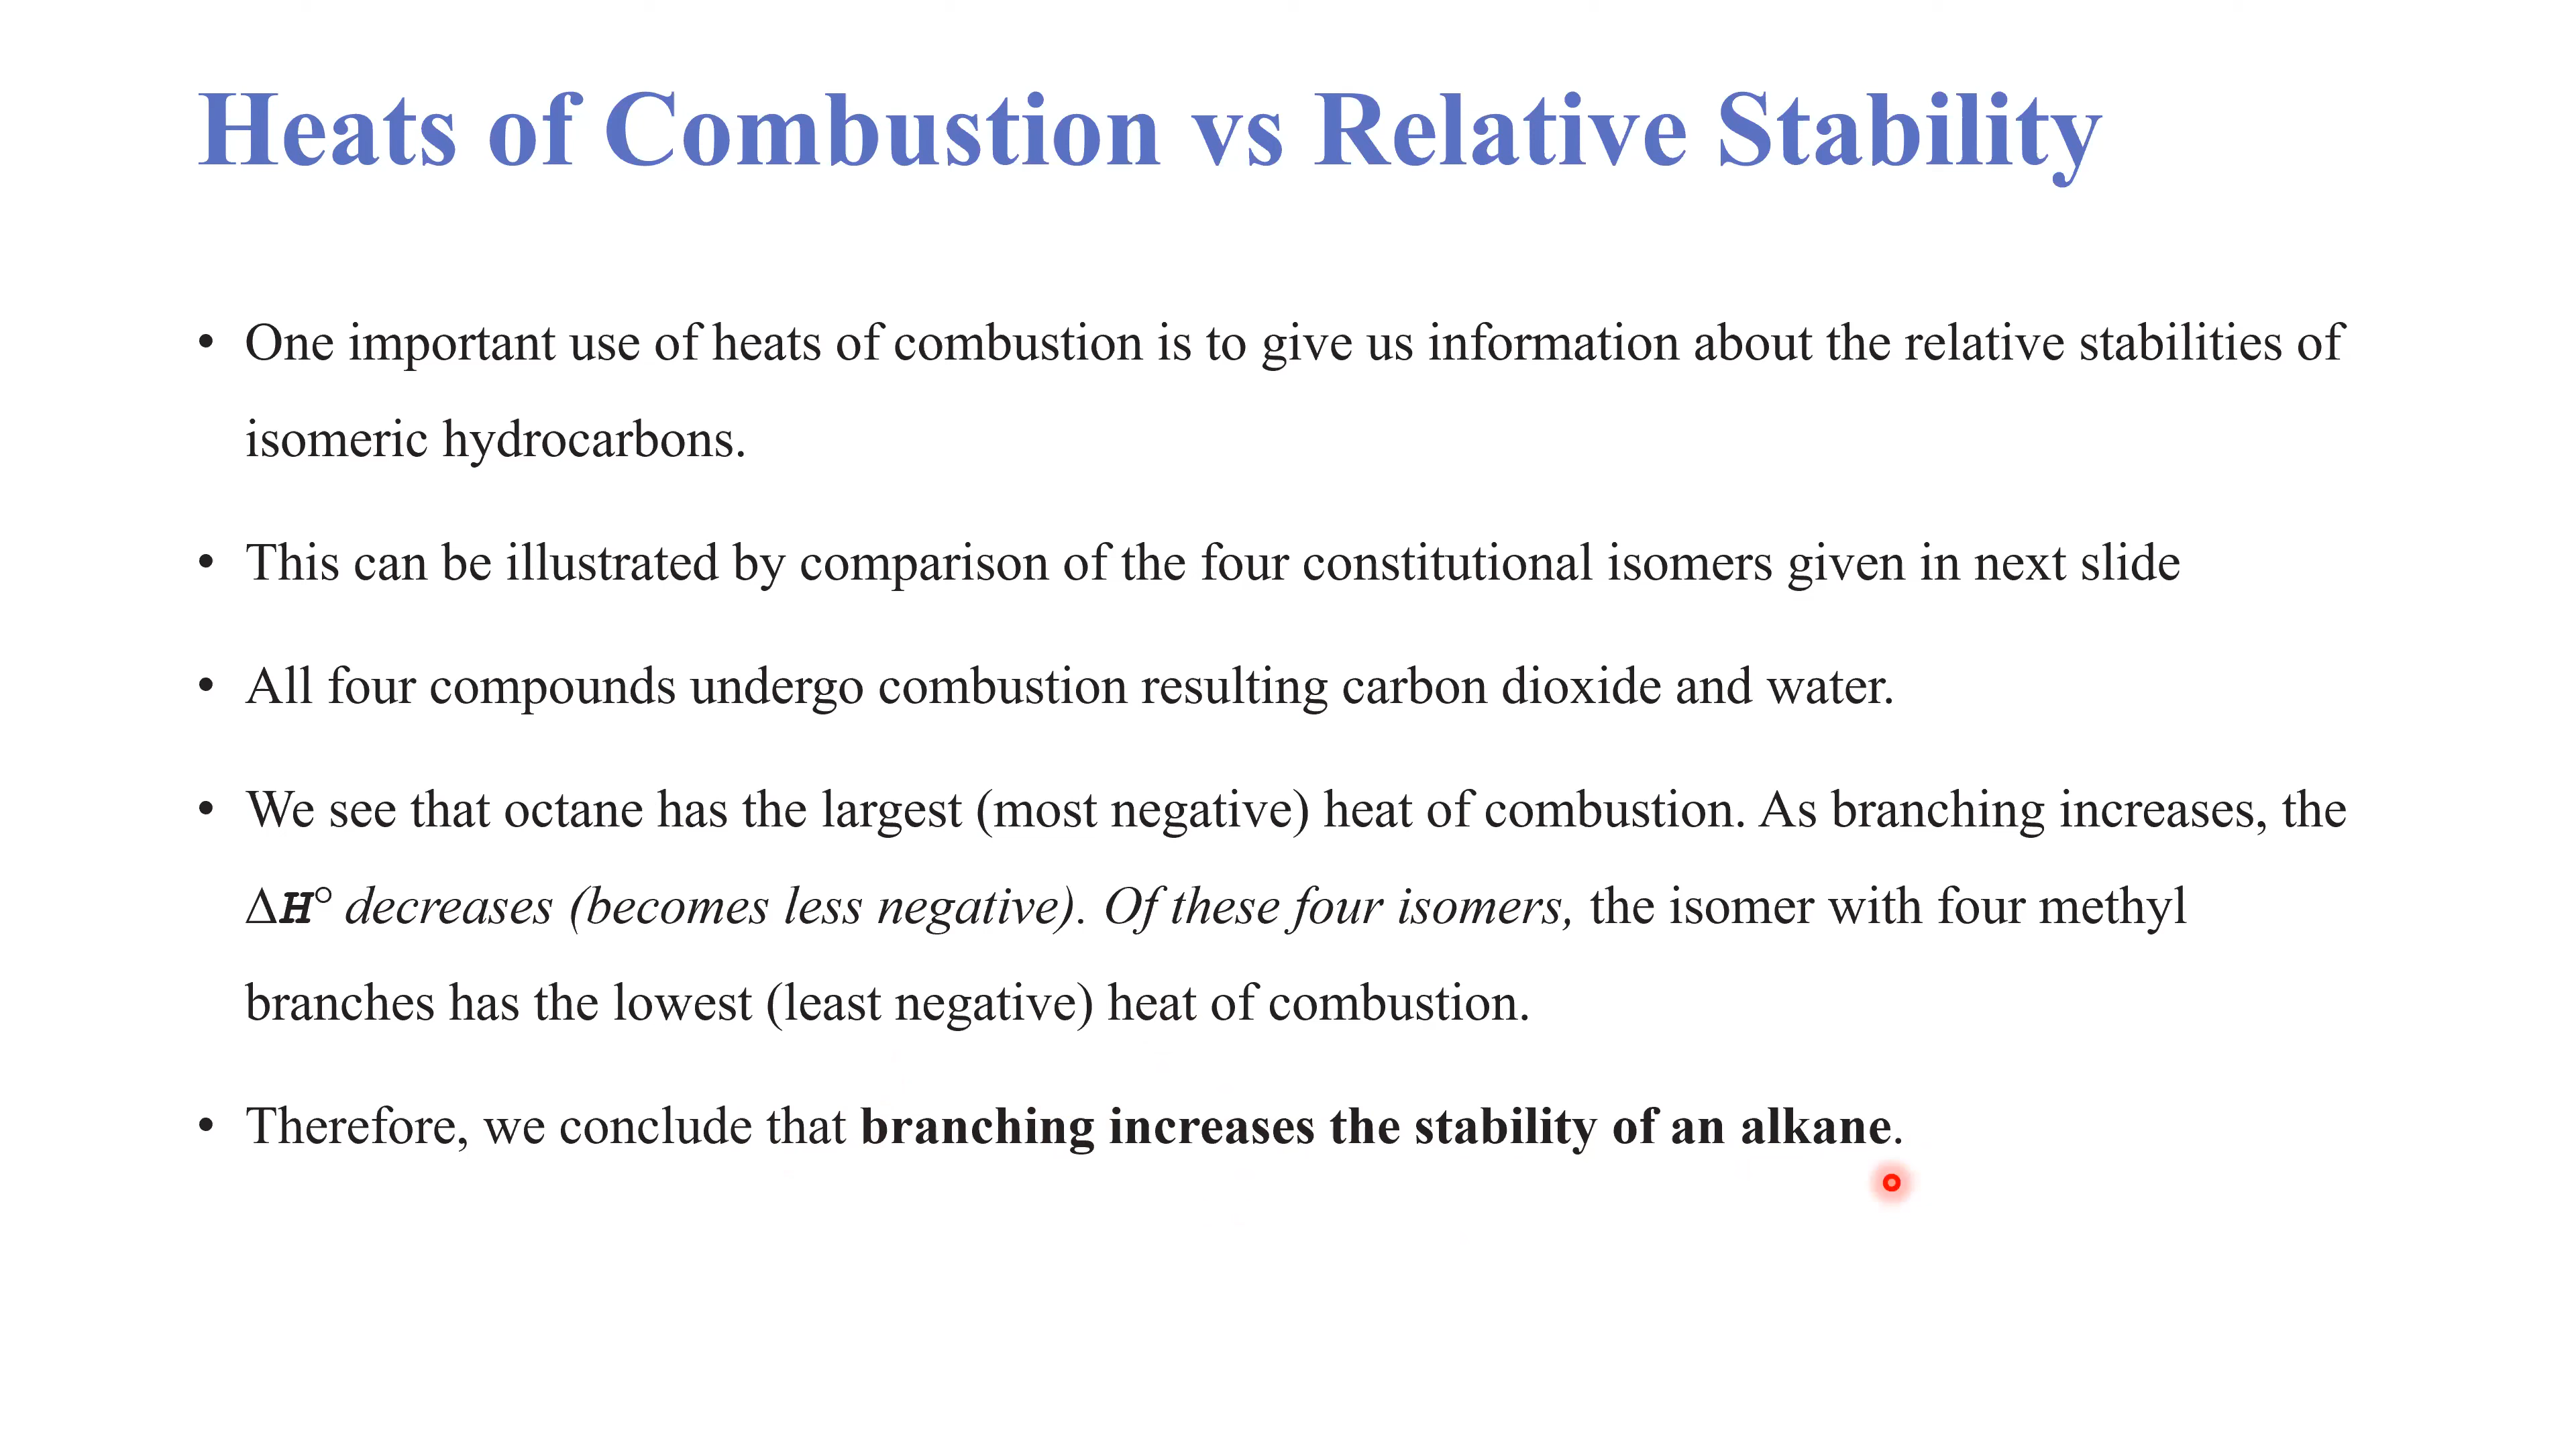 Heats of Combustion vs Relative Stability
• One important use of heats of combustion is to give us information about the relative stabilities of
isomeric hydrocarbons.
• This can be illustrated by comparison of the four constitutional isomers given in next slide
• All four compounds undergo combustion resulting carbon dioxide and water.
• We see that octane has the largest (most negative) heat of combustion. As branching increases, the
ΔH° decreases (becomes less negative). Of these four isomers, the isomer with four methyl
branches has the lowest (least negative) heat of combustion.
• Therefore, we conclude that branching increases the stability of an alkane.